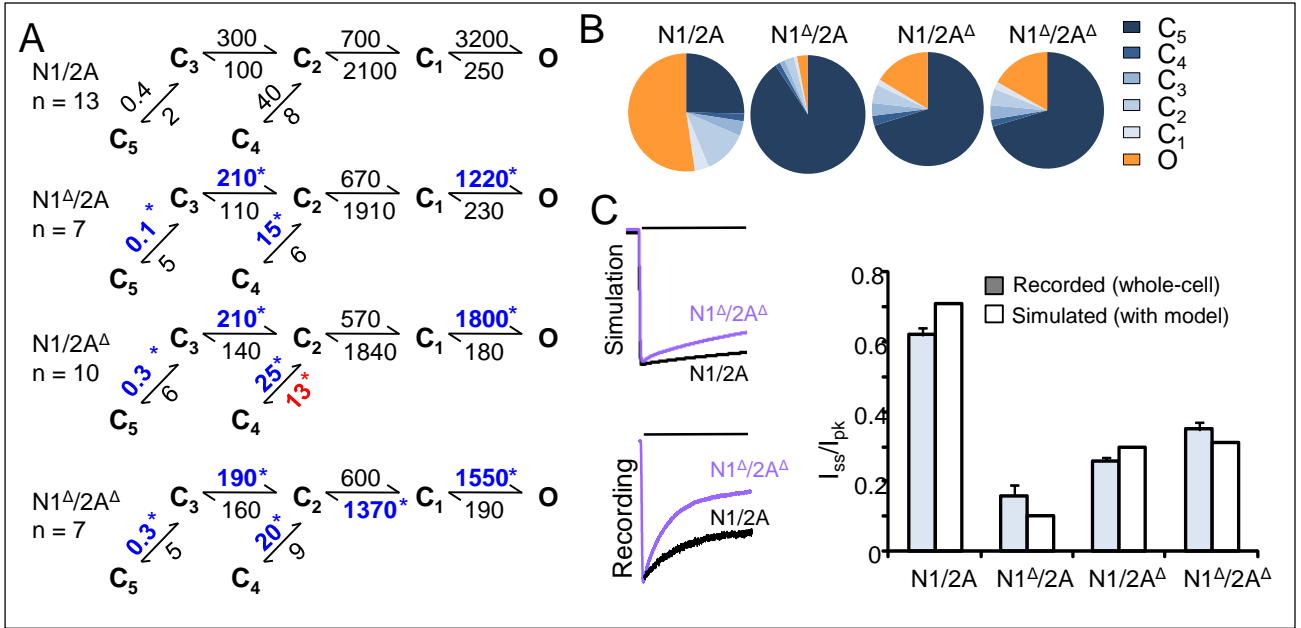 A
N1/2A
n = 13
C3 300 100 C2 700 2100 C1 3200 250 O
0.4 2 40 8
C5 C4
N1Δ/2A
n = 7
C3 210* 110 C2 670 1910 C1 1220* 230 O
0.1* 5 15* 6
C5 C4
N1/2AΔ
n = 10
C3 210* 140 C2 570 1840 C1 1800* 180 O
0.3* 6 25* 13*
C5 C4
N1Δ/2AΔ
n = 7
C3 190* 160 C2 600 1370* C1 1550* 190 O
0.3* 5 20* 9
C5 C4
B
N1/2A N1Δ/2A N1/2AΔ N1Δ/2AΔ
C5
C4
C3
C2
C1
O
C
Simulation
N1Δ/2AΔ
N1/2A
Recording
N1Δ/2AΔ
N1/2A
Iss/Ipk
0.8
0.6
0.4
0.2
0
Recorded (whole-cell)
Simulated (with model)
N1/2A N1Δ/2A N1/2AΔ N1Δ/2AΔ